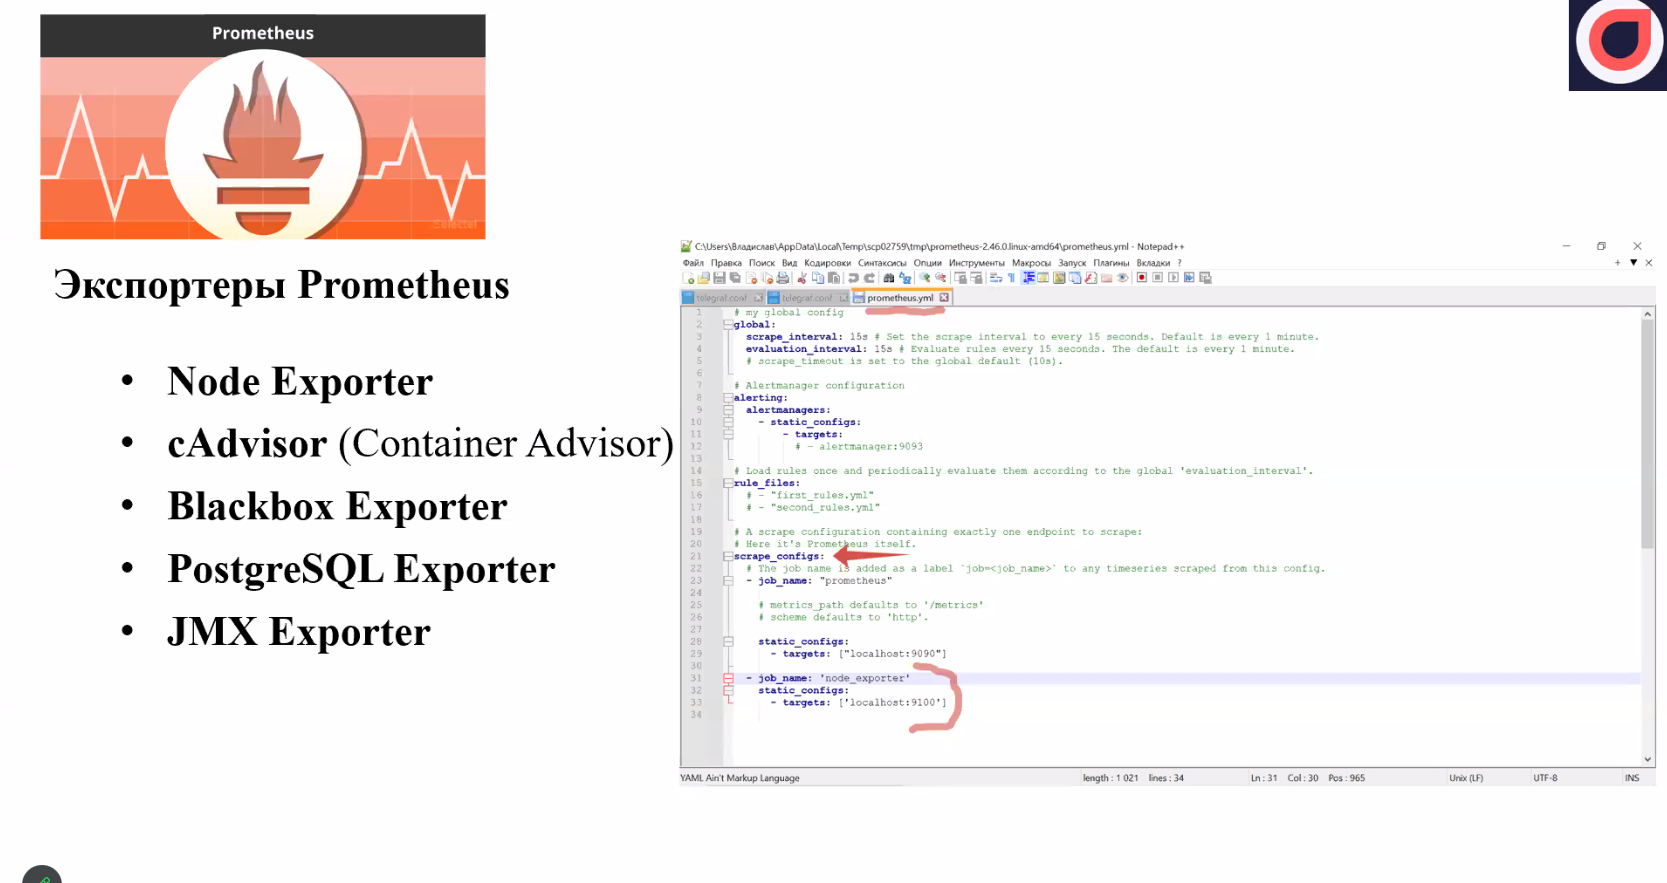 Prometheus
Selectel
Экспортеры Prometheus
• Node Exporter
• cAdvisor (Container Advisor)
• Blackbox Exporter
• PostgreSQL Exporter
• JMX Exporter
C:\Users\Владислав\AppData\Local\Temp\scp02759\tmp\prometheus-2.46.0.linux-amd64\prometheus.yml - Notepad++
Файл Правка Поиск Вид Кодировки Синтаксисы Опции Инструменты Макросы Запуск Плагины Вкладки ?
telegraf.conf telegraf.conf prometheus.yml
1 # my global config
2 global:
3 scrape_interval: 15s # Set the scrape interval to every 15 seconds. Default is every 1 minute.
4 evaluation_interval: 15s # Evaluate rules every 15 seconds. The default is every 1 minute.
5 # scrape_timeout is set to the global default (10s).
6
7 # Alertmanager configuration
8 alerting:
9 alertmanagers:
10 - static_configs:
11 - targets:
12 # - alertmanager:9093
13
14 # Load rules once and periodically evaluate them according to the global 'evaluation_interval'.
15 rule_files:
16 # - "first_rules.yml"
17 # - "second_rules.yml"
18
19 # A scrape configuration containing exactly one endpoint to scrape:
20 # Here it's Prometheus itself.
21 scrape_configs:
22 # The job name is added as a label `job=<job_name>` to any timeseries scraped from this config.
23 - job_name: "prometheus"
24
25 # metrics_path defaults to '/metrics'
26 # scheme defaults to 'http'.
27
28 static_configs:
29 - targets: ["localhost:9090"]
30
31 - job_name: 'node_exporter'
32 static_configs:
33 - targets: ['localhost:9100']
34
YAML Ain't Markup Language length : 1 021 lines : 34 Ln : 31 Col : 30 Pos : 965 Unix (LF) UTF-8 INS